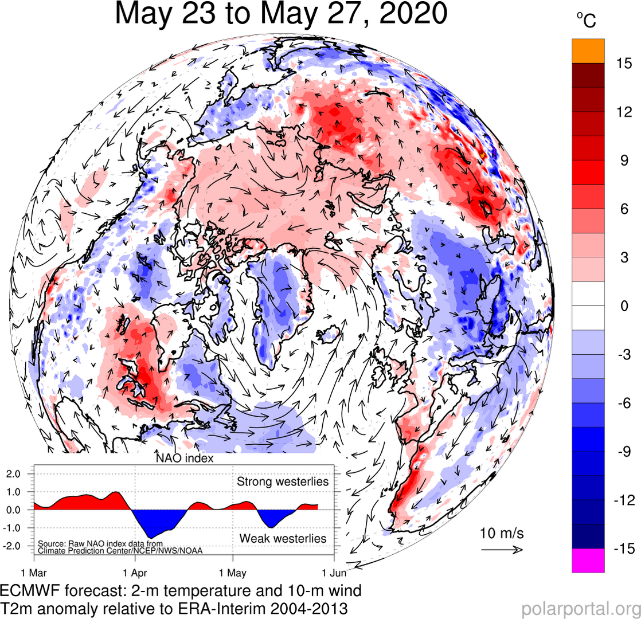 May 23 to May 27, 2020
°C
15
12
9
6
3
0
-3
-6
-9
-12
-15
10 m/s
NAO index
2.0
1.0
0.0
-1.0
-2.0
Strong westerlies
Weak westerlies
Source: Raw NAO index data from
Climate Prediction Center/NCEP/NWS/NOAA
1 Mar 1 Apr 1 May 1 Jun
ECMWF forecast: 2-m temperature and 10-m wind
T2m anomaly relative to ERA-Interim 2004-2013
polarportal.org